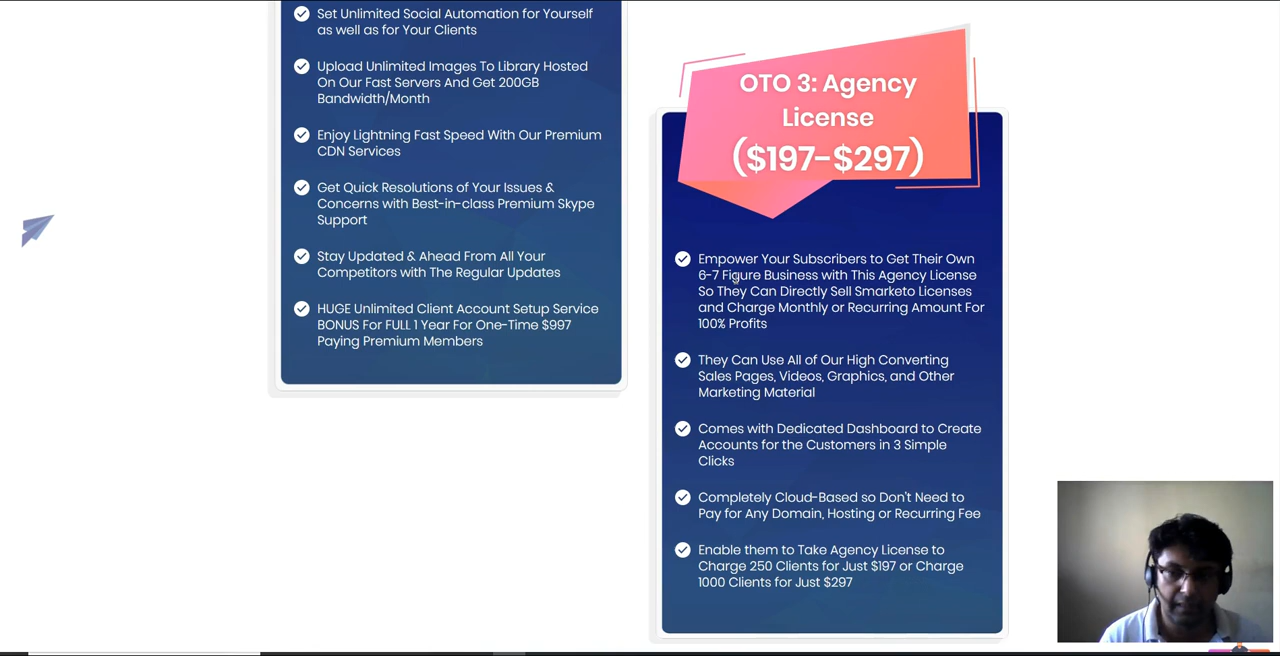 Set Unlimited Social Automation for Yourself
as well as for Your Clients
Upload Unlimited Images To Library Hosted
On Our Fast Servers And Get 200GB
Bandwidth/Month
Enjoy Lightning Fast Speed With Our Premium
CDN Services
Get Quick Resolutions of Your Issues &
Concerns with Best-in-class Premium Skype
Support
Stay Updated & Ahead From All Your
Competitors with The Regular Updates
HUGE Unlimited Client Account Setup Service
BONUS For FULL 1 Year For One-Time $997
Paying Premium Members
OTO 3: Agency
License
($197-$297)
Empower Your Subscribers to Get Their Own
6-7 Figure Business with This Agency License
So They Can Directly Sell Smarketo Licenses
and Charge Monthly or Recurring Amount For
100% Profits
They Can Use All of Our High Converting
Sales Pages, Videos, Graphics, and Other
Marketing Material
Comes with Dedicated Dashboard to Create
Accounts for the Customers in 3 Simple
Clicks
Completely Cloud-Based so Don't Need to
Pay for Any Domain, Hosting or Recurring Fee
Enable them to Take Agency License to
Charge 250 Clients for Just $197 or Charge
1000 Clients for Just $297